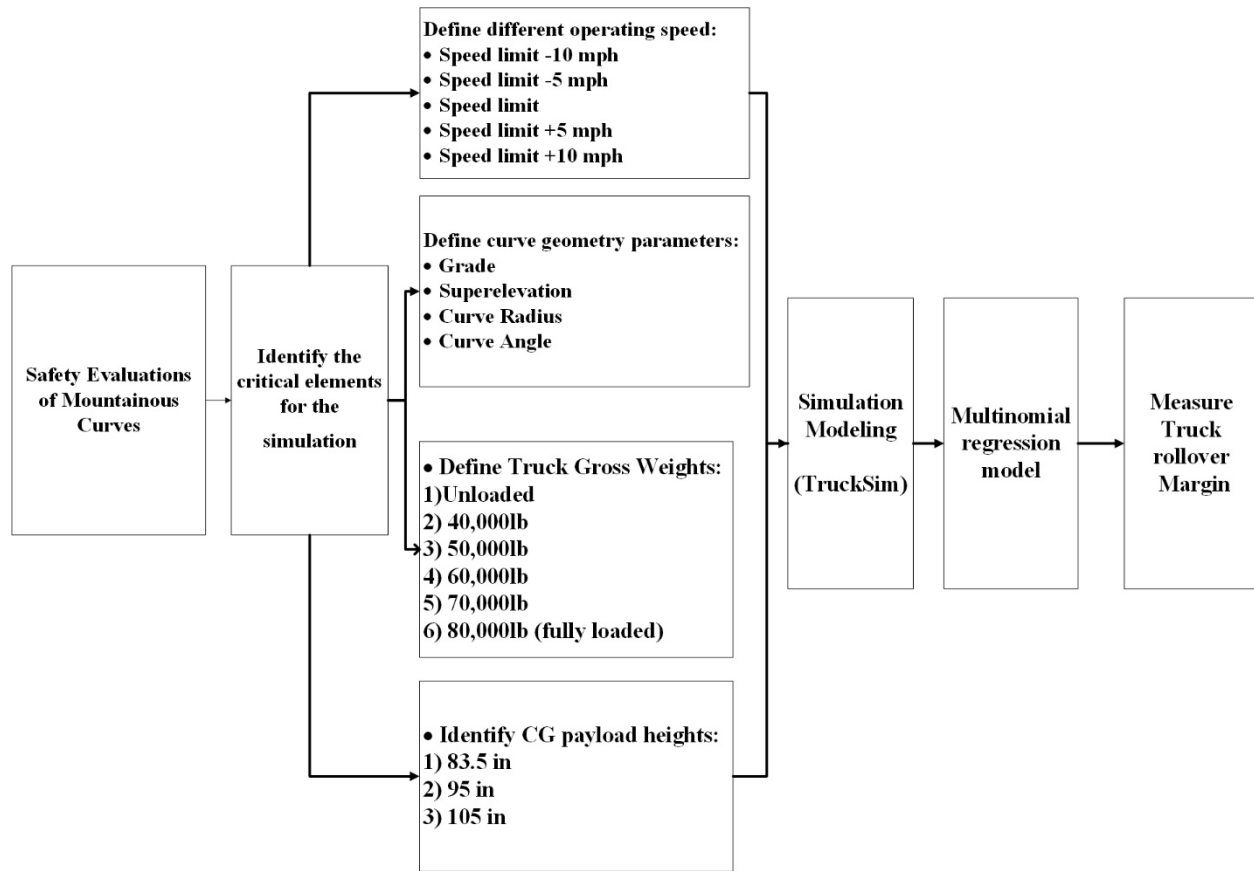 Safety Evaluations
of Mountainous
Curves
Identify the
critical elements
for the
simulation
Define different operating speed:
• Speed limit -10 mph
• Speed limit -5 mph
• Speed limit
• Speed limit +5 mph
• Speed limit +10 mph
Define curve geometry parameters:
• Grade
• Superelevation
• Curve Radius
• Curve Angle
• Define Truck Gross Weights:
1)Unloaded
2) 40,000lb
3) 50,000lb
4) 60,000lb
5) 70,000lb
6) 80,000lb (fully loaded)
• Identify CG payload heights:
1) 83.5 in
2) 95 in
3) 105 in
Simulation
Modeling
(TruckSim)
Multinomial
regression
model
Measure
Truck
rollover
Margin